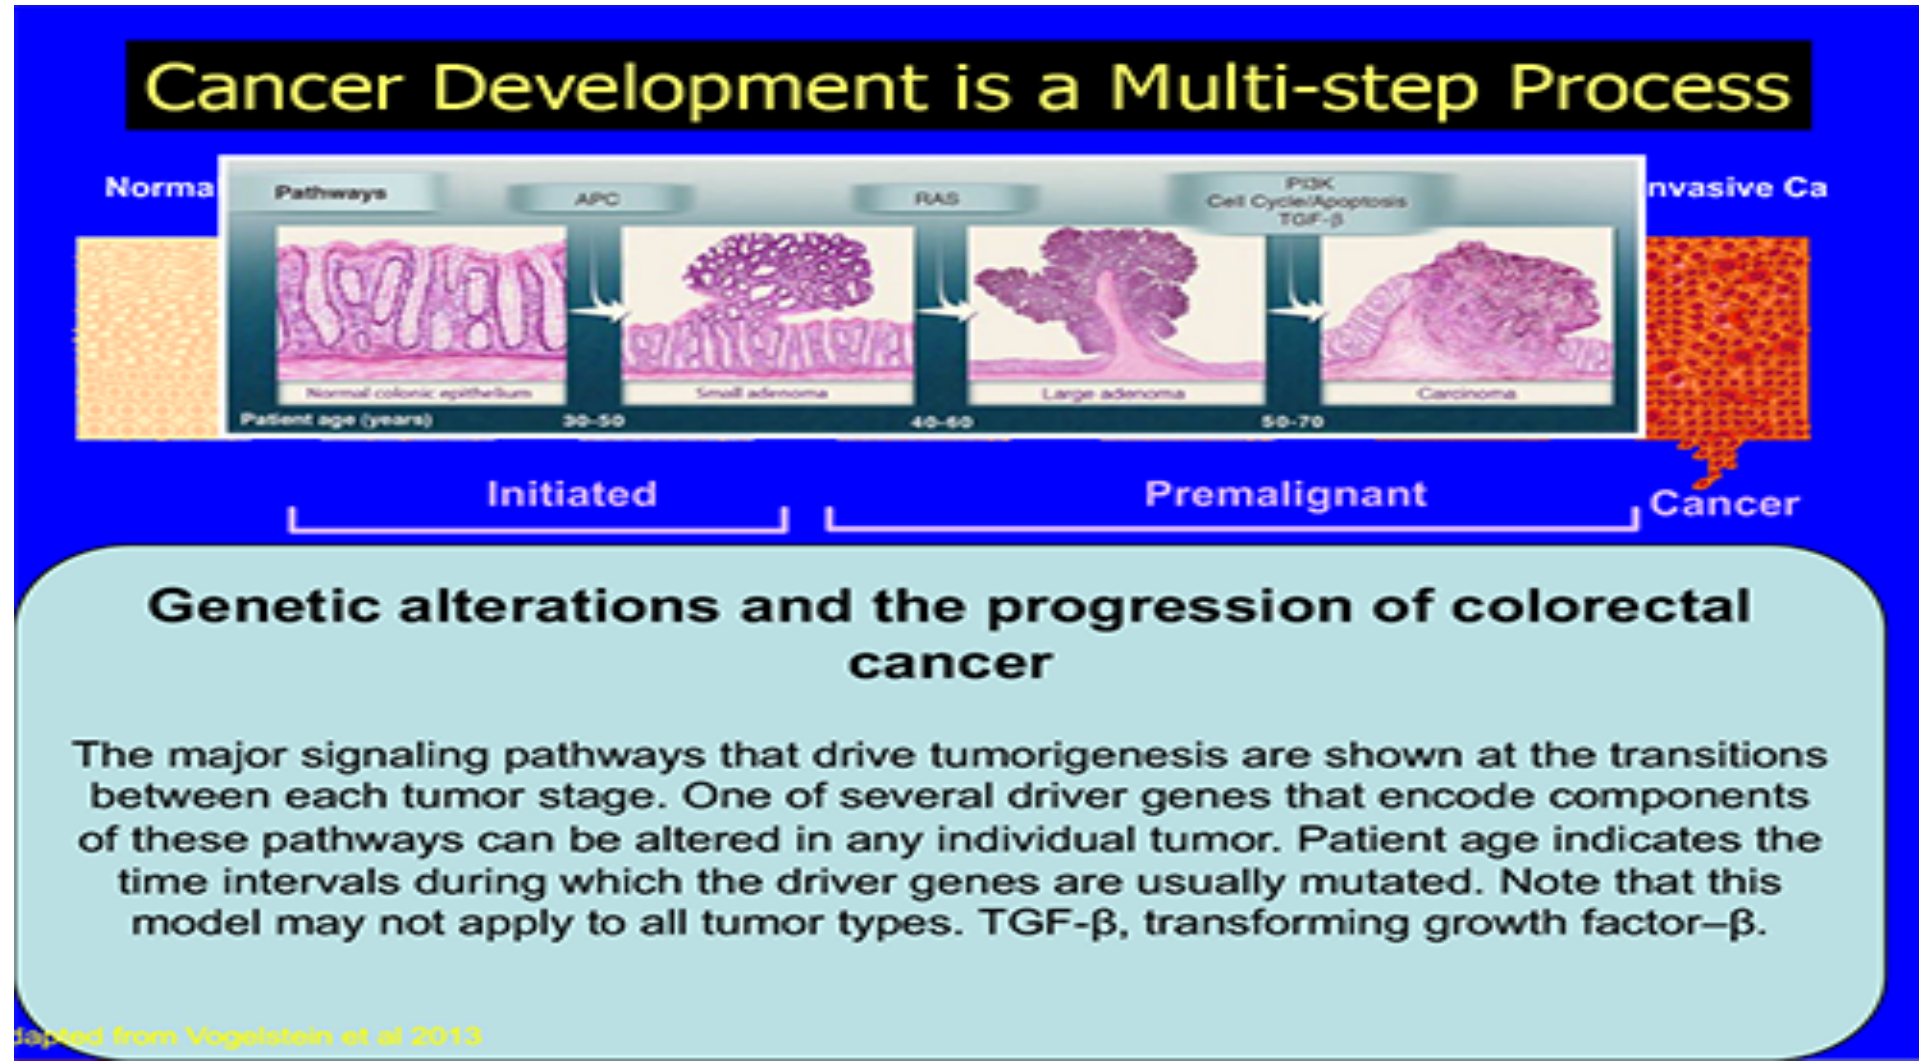 Cancer Development is a Multi-step Process
Norma
nvasive Ca
Pathways
APC
RAS
PI3K
Cell Cycle/Apoptosis
TGF-β
Normal colonic epithelium
Small adenoma
Large adenoma
Carcinoma
Patient age (years)
30-50
40-60
50-70
Initiated
Premalignant
Cancer
Genetic alterations and the progression of colorectal
cancer
The major signaling pathways that drive tumorigenesis are shown at the transitions
between each tumor stage. One of several driver genes that encode components
of these pathways can be altered in any individual tumor. Patient age indicates the
time intervals during which the driver genes are usually mutated. Note that this
model may not apply to all tumor types. TGF-β, transforming growth factor–β.
dapted from Vogelstein et al 2013